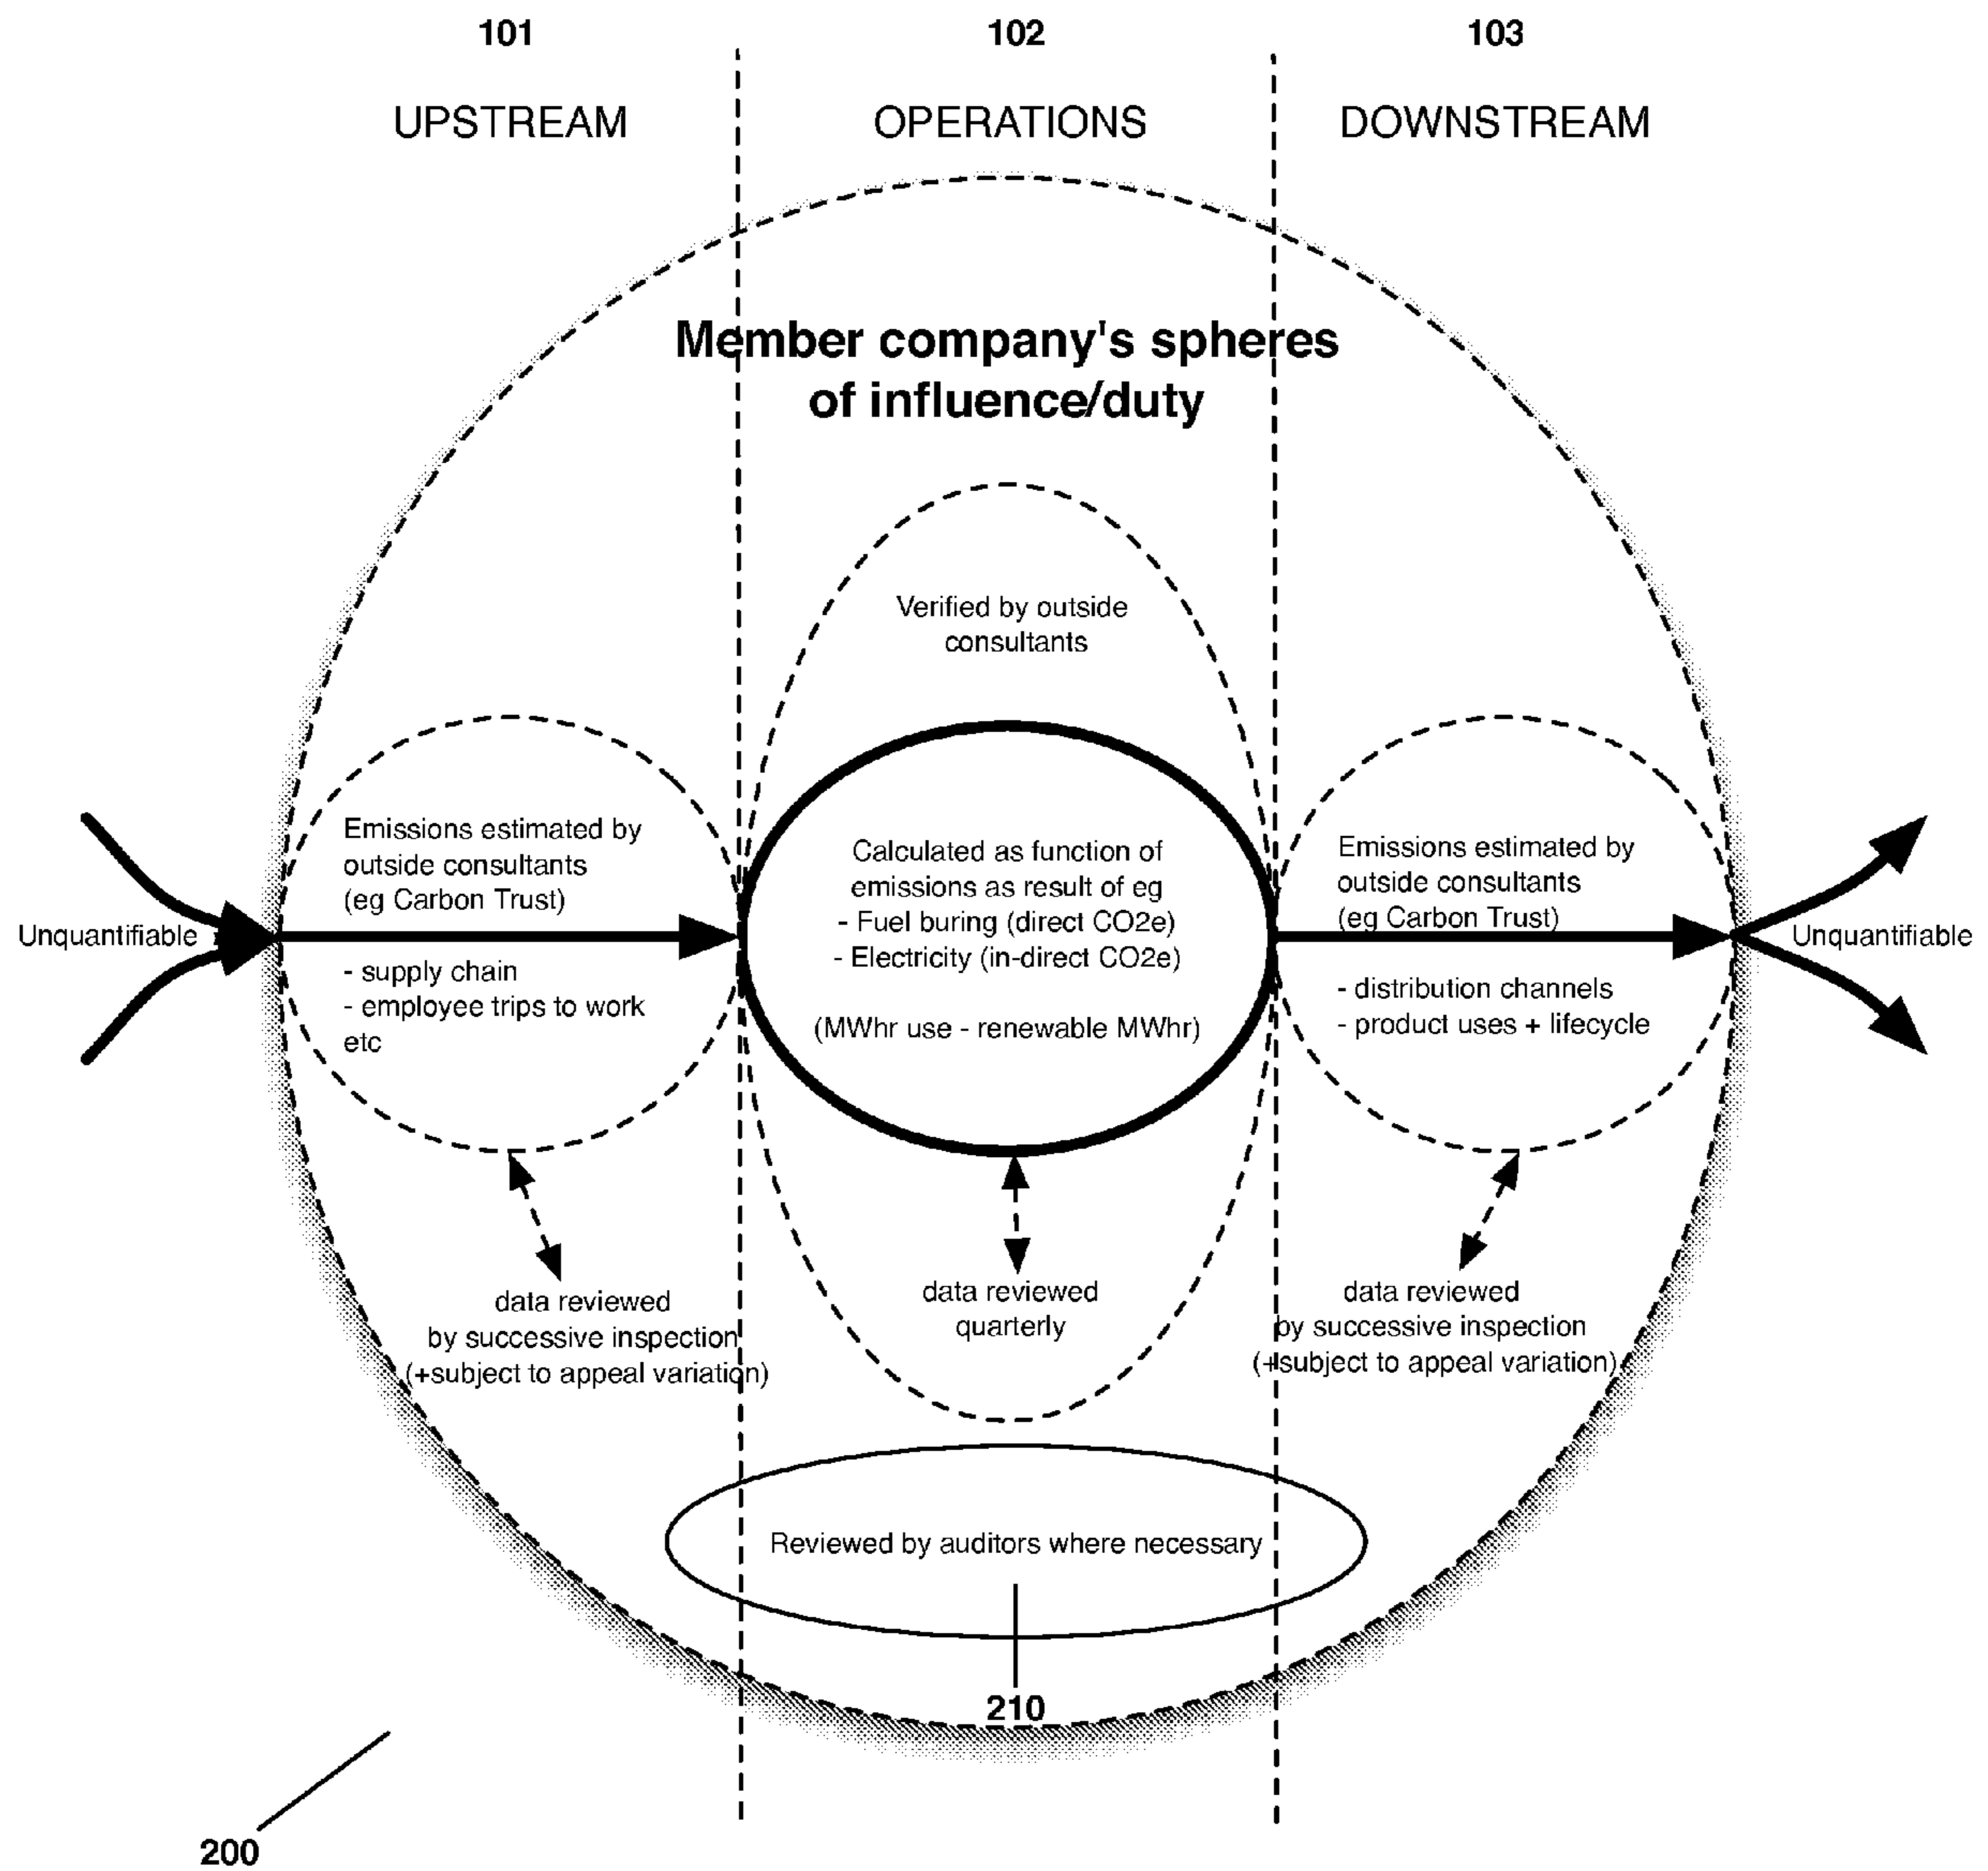 101
102
103
UPSTREAM
OPERATIONS
DOWNSTREAM
Member company's spheres
of influence/duty
Verified by outside
consultants
Unquantifiable
Emissions estimated by
outside consultants
(eg Carbon Trust)
- supply chain
- employee trips to work
etc
Calculated as function of
emissions as result of eg
- Fuel buring (direct CO2e)
- Electricity (in-direct CO2e)
(MWhr use - renewable MWhr)
Emissions estimated by
outside consultants
(eg Carbon Trust)
- distribution channels
- product uses + lifecycle
Unquantifiable
data reviewed
by successive inspection
(+subject to appeal variation)
data reviewed
quarterly
data reviewed
by successive inspection
(+subject to appeal variation)
Reviewed by auditors where necessary
210
200